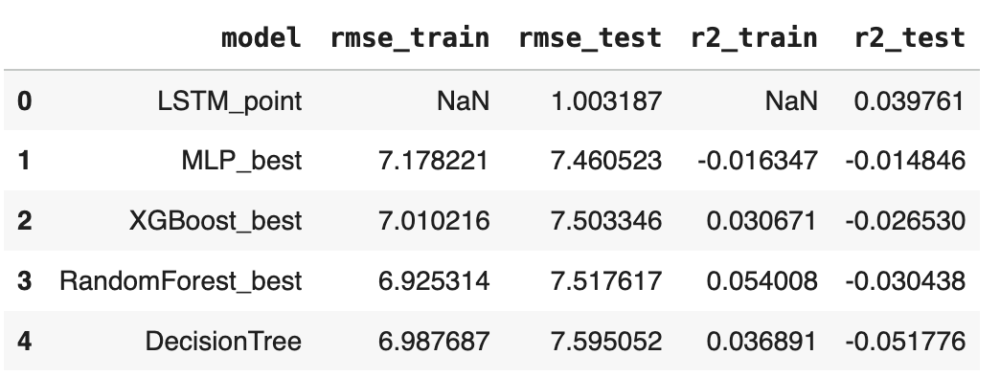 model rmse_train rmse_test r2_train r2_test
0 LSTM_point NaN 1.003187 NaN 0.039761
1 MLP_best 7.178221 7.460523 -0.016347 -0.014846
2 XGBoost_best 7.010216 7.503346 0.030671 -0.026530
3 RandomForest_best 6.925314 7.517617 0.054008 -0.030438
4 DecisionTree 6.987687 7.595052 0.036891 -0.051776